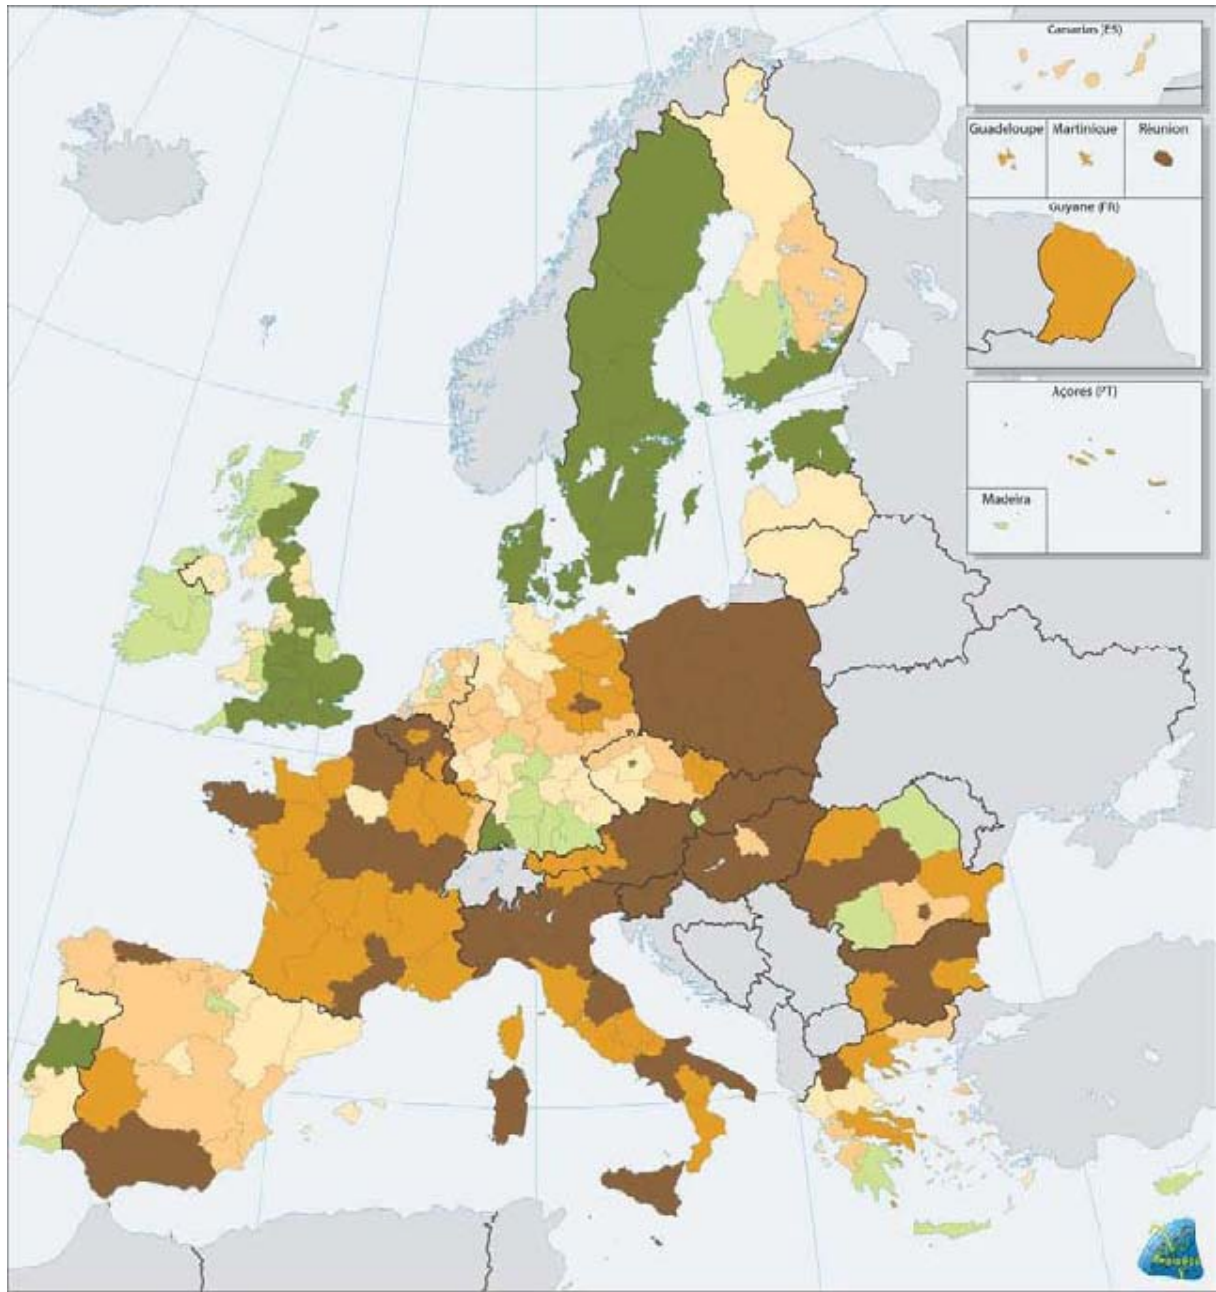 Canarias (ES)
Guadeloupe
Martinique
Réunion
Guyane (FR)
Açores (PT)
Madeira